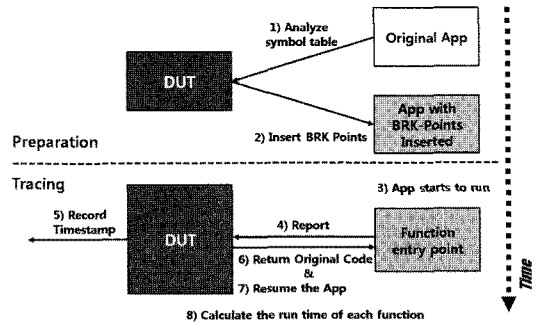 1) Analyze
symbol table
Original App
DUT
App with
BRK-Points
Inserted
2) Insert BRK Points
Preparation
Tracing
3) App starts to run
5) Record
Timestamp
4) Report
DUT
Function
entry point
6) Return Original Code
&
7) Resume the App
8) Calculate the run time of each function
Time